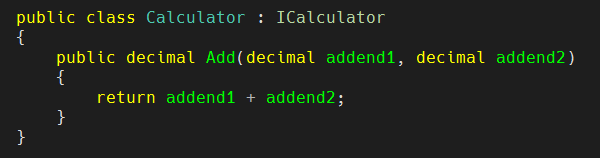 public class Calculator : ICalculator
{
    public decimal Add(decimal addend1, decimal addend2)
    {
        return addend1 + addend2;
    }
}